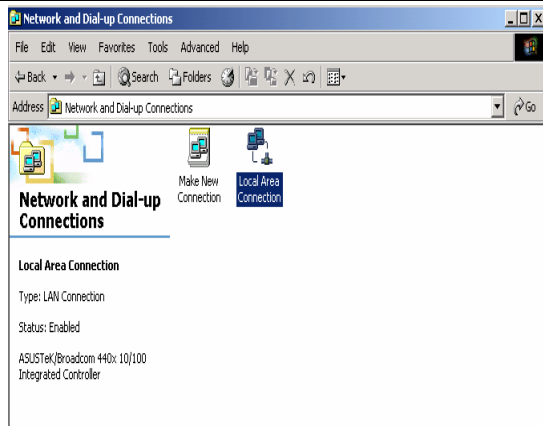 Network and Dial-up Connections
File Edit View Favorites Tools Advanced Help
Back Search Folders
Address Network and Dial-up Connections Go
Make New Connection
Local Area Connection
Network and Dial-up
Connections
Local Area Connection
Type: LAN Connection
Status: Enabled
ASUSTeK/Broadcom 440x 10/100
Integrated Controller